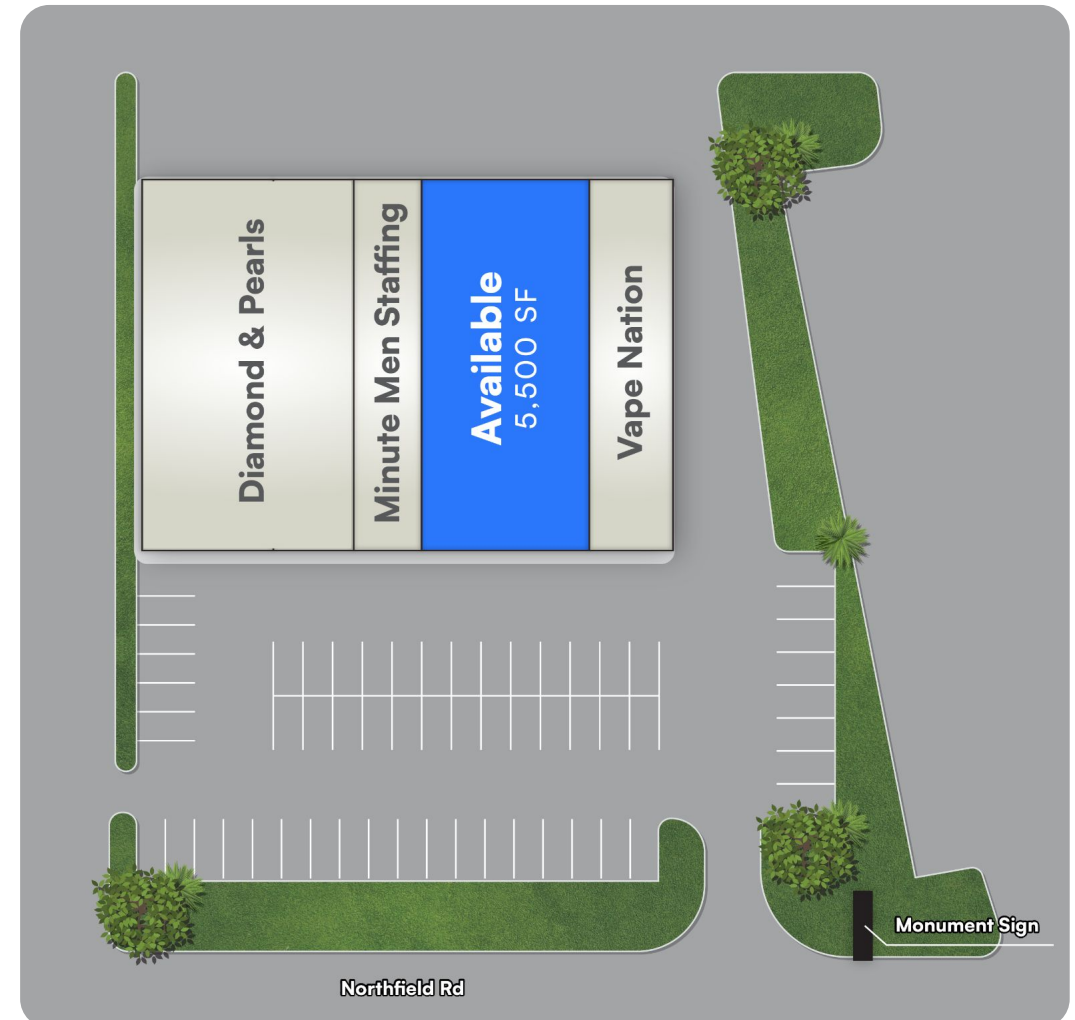 Diamond & Pearls
Minute Men Staffing
Available
5,500 SF
Vape Nation
Monument Sign
Northfield Rd